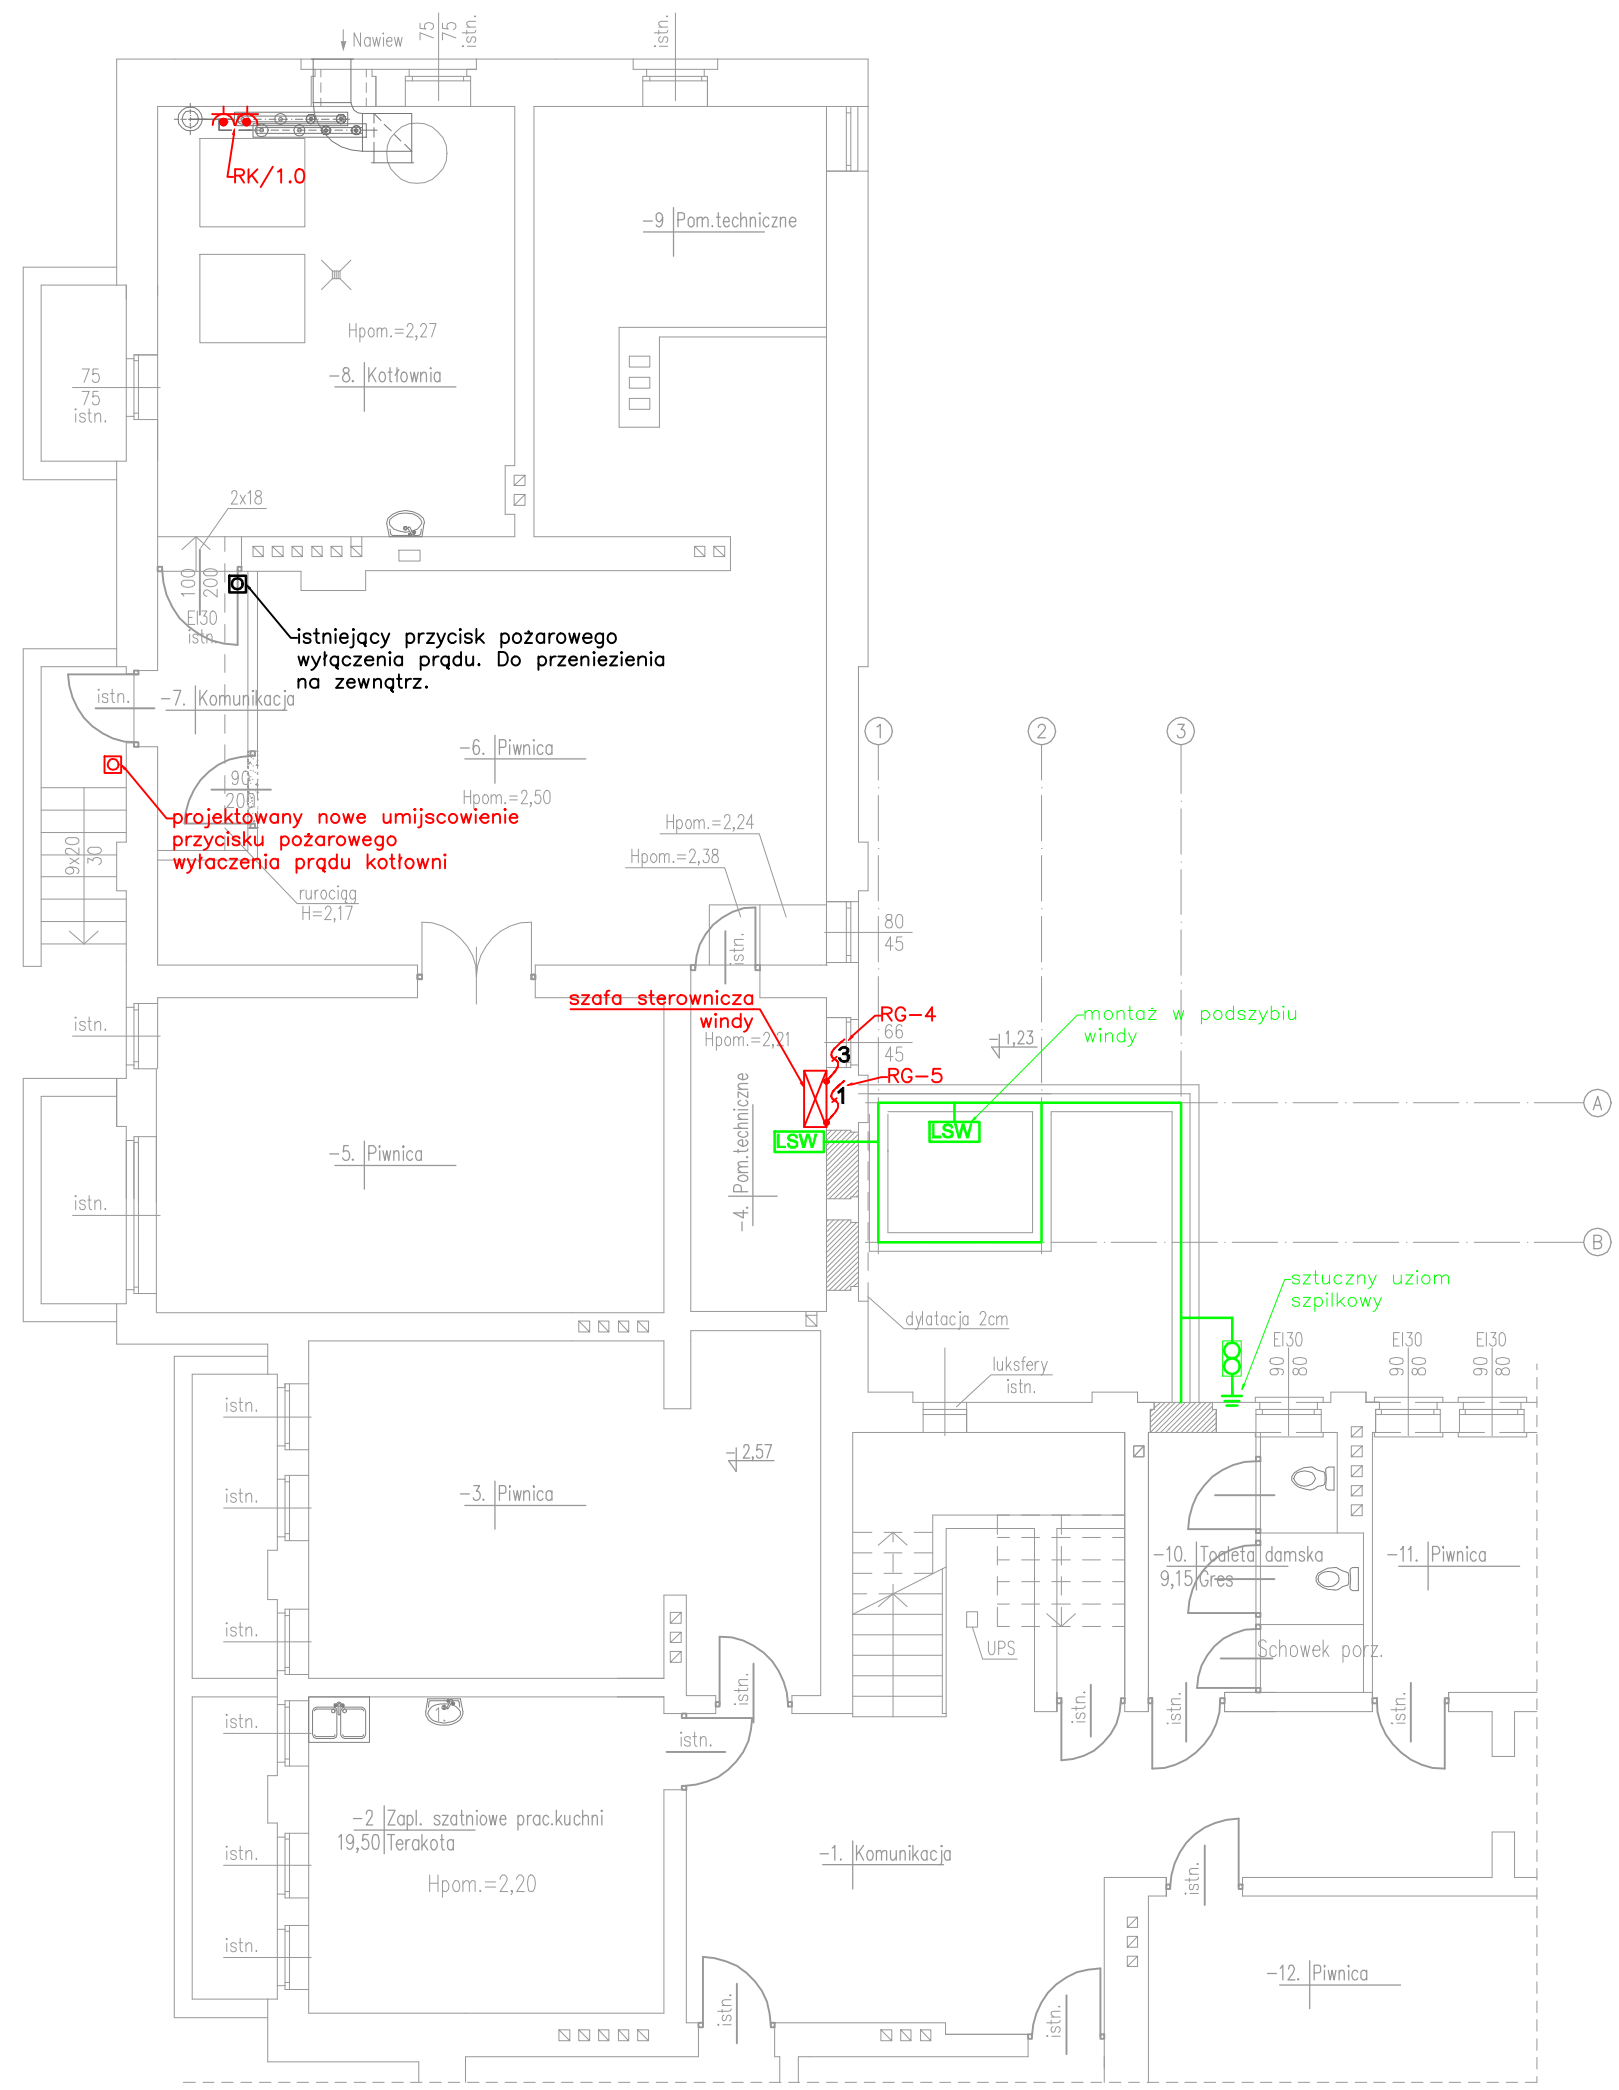 Nawiew
75
75
istn.
istn.
RK/1.0
-9 Pom.techniczne
Hpom.=2,27
-8. Kotłownia
75
75
istn.
2x18
100
200
EI30
istn.
istniejący przycisk pożarowego
wyłączenia prądu. Do przeniezienia
na zewnątrz.
istn.
-7. Komunikacja
1
2
3
-6. Piwnica
Hpom.=2,50
90
200
projektowany nowe umijscowienie
przycisku pożarowego
wyłaczenia prądu kotłowni
9x20
30
rurociąg
H=2,17
Hpom.=2,24
Hpom.=2,38
istn.
80
45
szafa sterownicza
windy
RG-4
Hpom.=2,21
66
45
3
RG-5
1
-1,23
montaż w podszybiu
windy
istn.
A
LSW
LSW
-4. Pom.techniczne
-5. Piwnica
istn.
B
sztuczny uziom
szpilkowy
dylatacja 2cm
luksfery
istn.
EI30
90
80
EI30
90
80
EI30
90
80
istn.
-2,57
-3. Piwnica
istn.
-10. Toaleta damska
9,15 Gres
-11. Piwnica
istn.
UPS
Schowek porz.
istn.
istn.
istn.
istn.
istn.
istn.
1.
-2 Zapl. szatniowe prac.kuchni
19,50 Terakota
Hpom.=2,20
istn.
-1. Komunikacja
istn.
istn.
-12. Piwnica
istn.
istn.